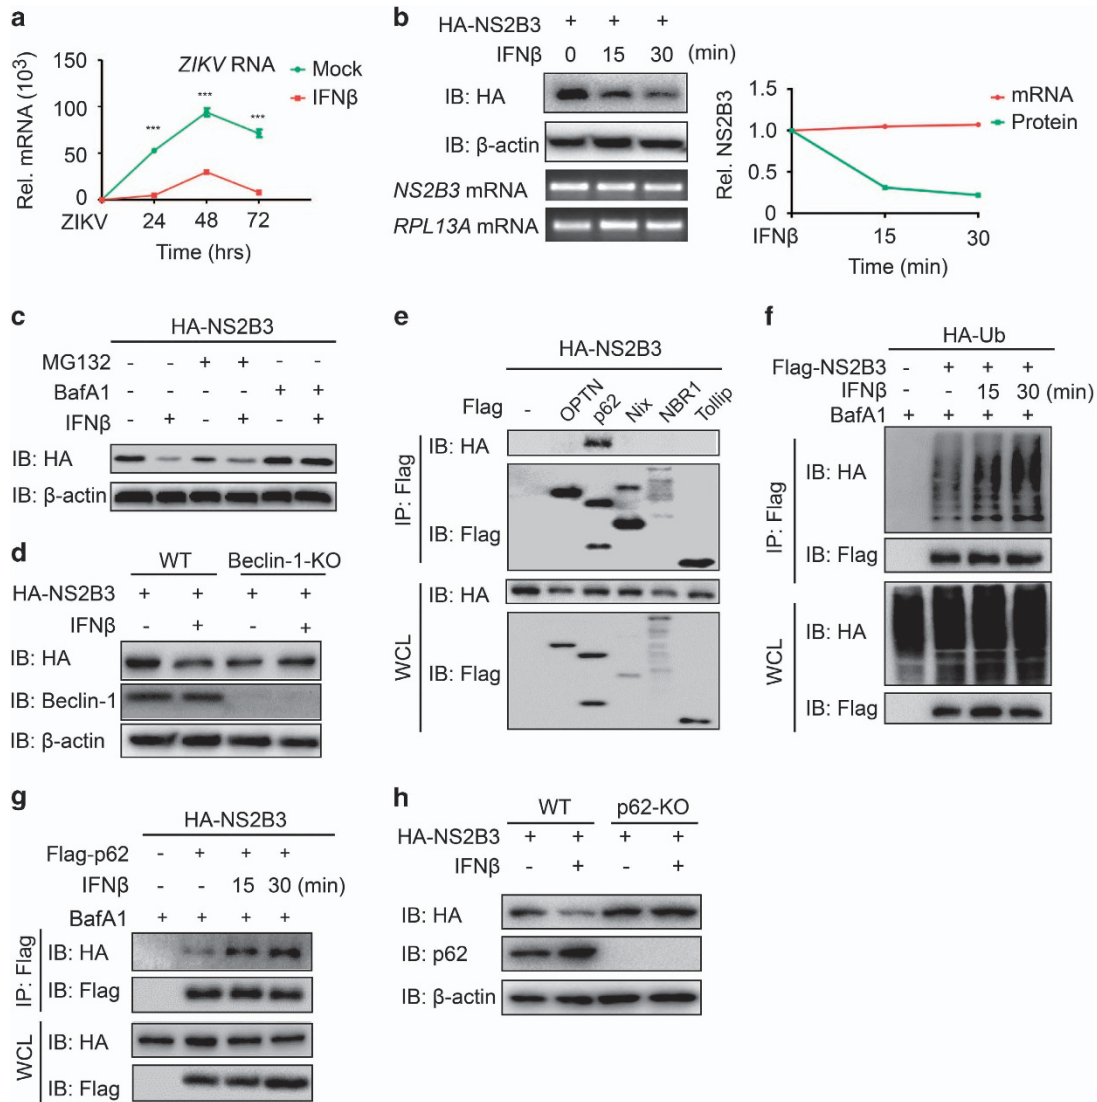 a
ZIKV RNA
Mock
IFNβ
Rel. mRNA (10³)
150
100
50
0
***
***
***
ZIKV 24 48 72
Time (hrs)
b
HA-NS2B3 + + +
IFNβ 0 15 30 (min)
IB: HA
IB: β-actin
NS2B3 mRNA
RPL13A mRNA
Rel. NS2B3
1.5
1.0
0.5
0
mRNA
Protein
IFNβ 15 30
Time (min)
c
HA-NS2B3
MG132 - - + + - -
BafA1 - - - - + +
IFNβ - + - + - +
IB: HA
IB: β-actin
d
WT Beclin-1-KO
HA-NS2B3 + + + +
IFNβ - + - +
IB: HA
IB: Beclin-1
IB: β-actin
e
HA-NS2B3
Flag - OPTN p62 Nix NBR1 Tollip
IP: Flag
IB: HA
IB: Flag
WCL
IB: HA
IB: Flag
f
HA-Ub
Flag-NS2B3 - + + +
IFNβ - - 15 30 (min)
BafA1 + + + +
IP: Flag
IB: HA
IB: Flag
WCL
IB: HA
IB: Flag
g
HA-NS2B3
Flag-p62 - + + +
IFNβ - - 15 30 (min)
BafA1 + + + +
IP: Flag
IB: HA
IB: Flag
WCL
IB: HA
IB: Flag
h
WT p62-KO
HA-NS2B3 + + + +
IFNβ - + - +
IB: HA
IB: p62
IB: β-actin